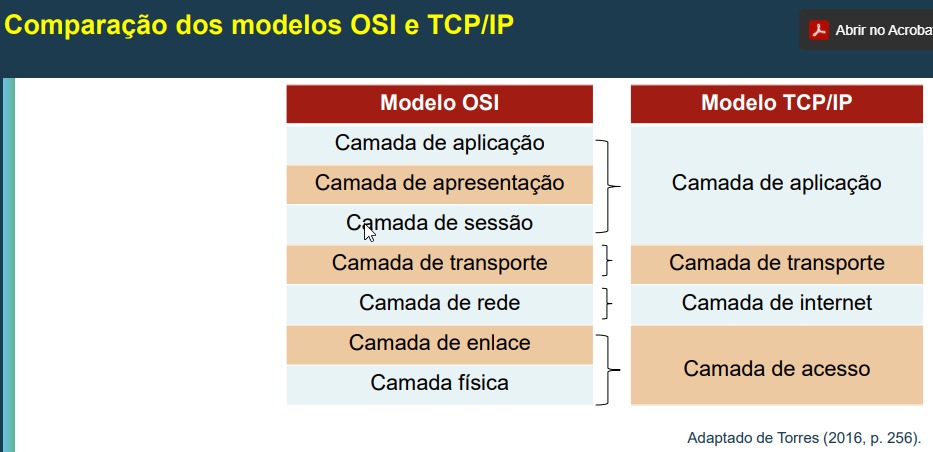 Comparação dos modelos OSI e TCP/IP
Abrir no Acroba
Modelo OSI
Camada de aplicação
Camada de apresentação
Camada de sessão
Camada de transporte
Camada de rede
Camada de enlace
Camada física
Modelo TCP/IP
Camada de aplicação
Camada de transporte
Camada de internet
Camada de acesso
Adaptado de Torres (2016, p. 256).